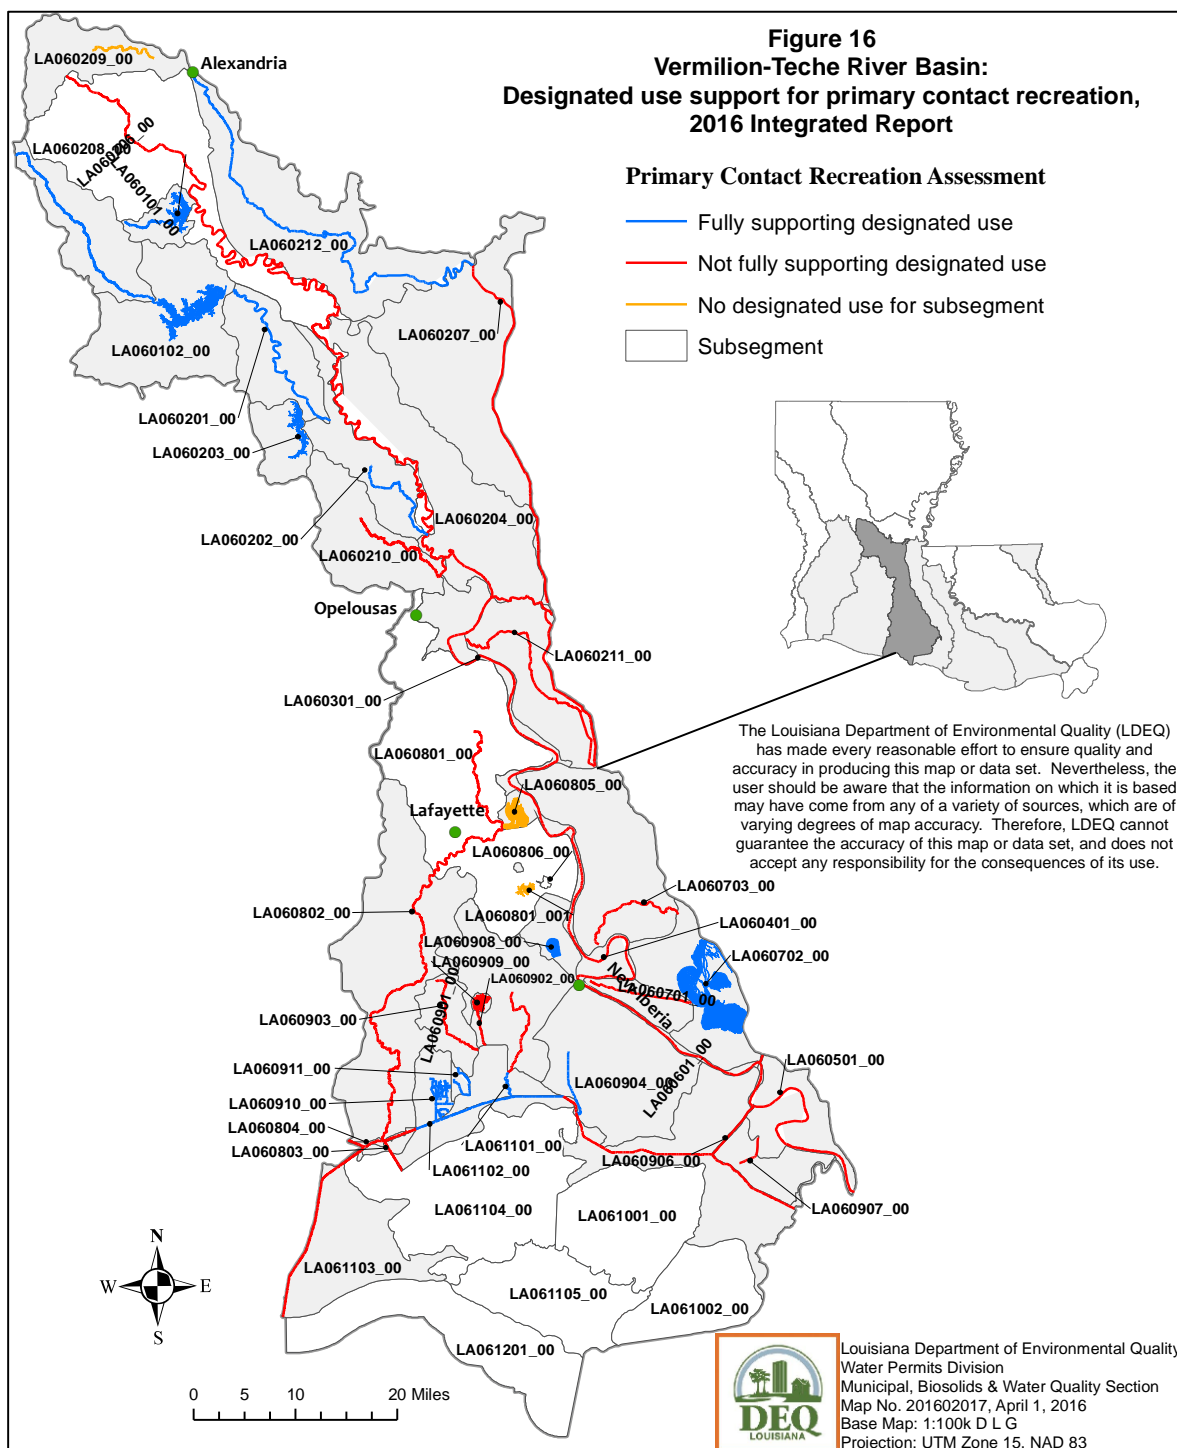 Figure 16
Vermilion-Teche River Basin:
Designated use support for primary contact recreation,
2016 Integrated Report
Primary Contact Recreation Assessment
Fully supporting designated use
Not fully supporting designated use
No designated use for subsegment
Subsegment
LA060209_00
Alexandria
LA060208_00
LA060206_00
LA060101_00
LA060212_00
LA060207_00
LA060102_00
LA060201_00
LA060203_00
LA060204_00
LA060202_00
LA060210_00
Opelousas
LA060211_00
LA060301_00
The Louisiana Department of Environmental Quality (LDEQ)
has made every reasonable effort to ensure quality and
accuracy in producing this map or data set. Nevertheless, the
user should be aware that the information on which it is based
may have come from any of a variety of sources, which are of
varying degrees of map accuracy. Therefore, LDEQ cannot
guarantee the accuracy of this map or data set, and does not
accept any responsibility for the consequences of its use.
LA060801_00
LA060805_00
Lafayette
LA060806_00
LA060703_00
LA060802_00
LA060801_001
LA060401_00
LA060908_00
LA060702_00
LA060909_00
LA060902_00
New Iberia
LA060701_00
LA060901_00
LA060903_00
LA060501_00
LA060911_00
LA060904_00
LA060601_00
LA060910_00
LA060804_00
LA060803_00
LA061101_00
LA061102_00
LA060906_00
LA060907_00
LA061104_00
LA061001_00
LA061103_00
LA061105_00
LA061002_00
LA061201_00
N
W
E
S
0 5 10 20 Miles
DEQ
LOUISIANA
Louisiana Department of Environmental Quality
Water Permits Division
Municipal, Biosolids & Water Quality Section
Map No. 201602017, April 1, 2016
Base Map: 1:100k D L G
Projection: UTM Zone 15, NAD 83